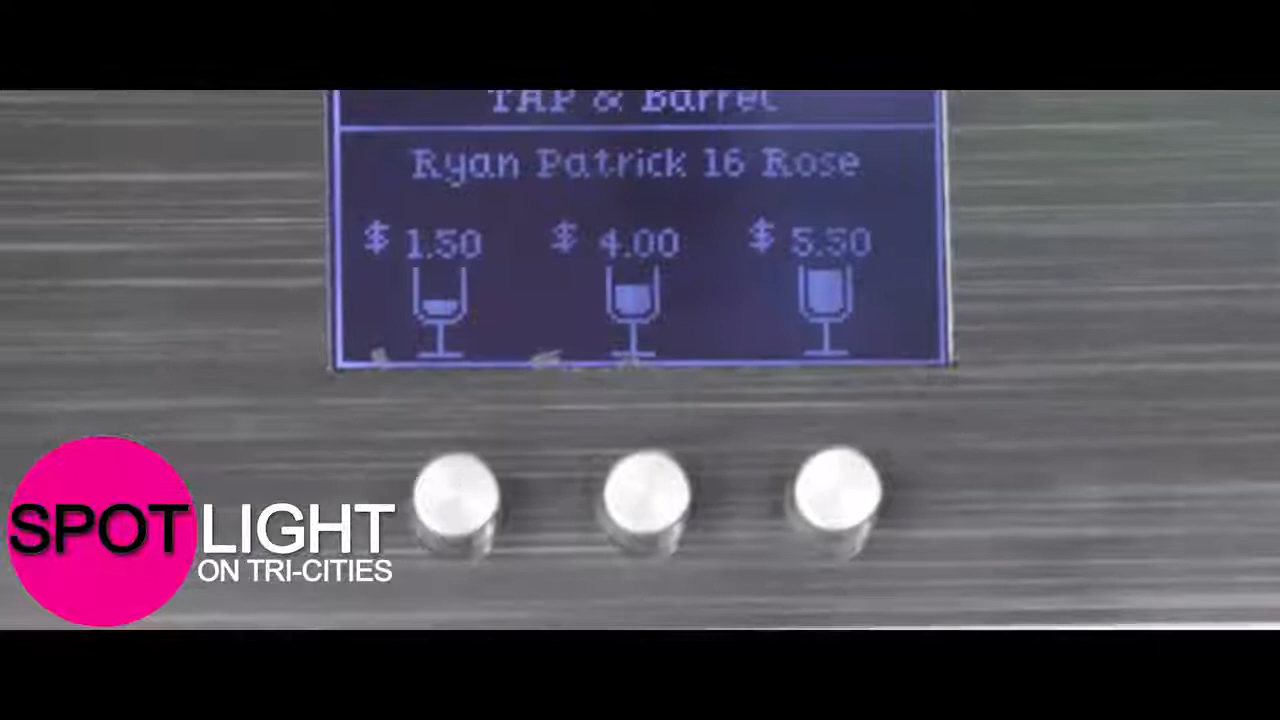 TAP & Barrel
Ryan Patrick 16 Rose
$ 1.50 $ 4.00 $ 5.50
SPOTLIGHT
ON TRI-CITIES